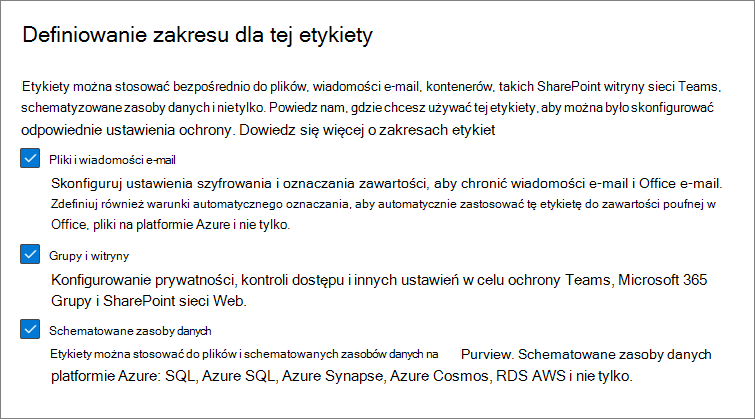 Definiowanie zakresu dla tej etykiety
Etykiety można stosować bezpośrednio do plików, wiadomości e-mail, kontenerów, takich SharePoint witryny sieci Teams,
schematyzowane zasoby danych i nie tylko. Powiedz nam, gdzie chcesz używać tej etykiety, aby można było skonfigurować
odpowiednie ustawienia ochrony. Dowiedz się więcej o zakresach etykiet
Pliki i wiadomości e-mail
Skonfiguruj ustawienia szyfrowania i oznaczania zawartości, aby chronić wiadomości e-mail i Office e-mail.
Zdefiniuj również warunki automatycznego oznaczania, aby automatycznie zastosować tę etykietę do zawartości poufnej w
Office, pliki na platformie Azure i nie tylko.
Grupy i witryny
Konfigurowanie prywatności, kontroli dostępu i innych ustawień w celu ochrony Teams, Microsoft 365
Grupy i SharePoint sieci Web.
Schematowane zasoby danych
Etykiety można stosować do plików i schematowanych zasobów danych na Purview. Schematowane zasoby danych
platformie Azure: SQL, Azure SQL, Azure Synapse, Azure Cosmos, RDS AWS i nie tylko.